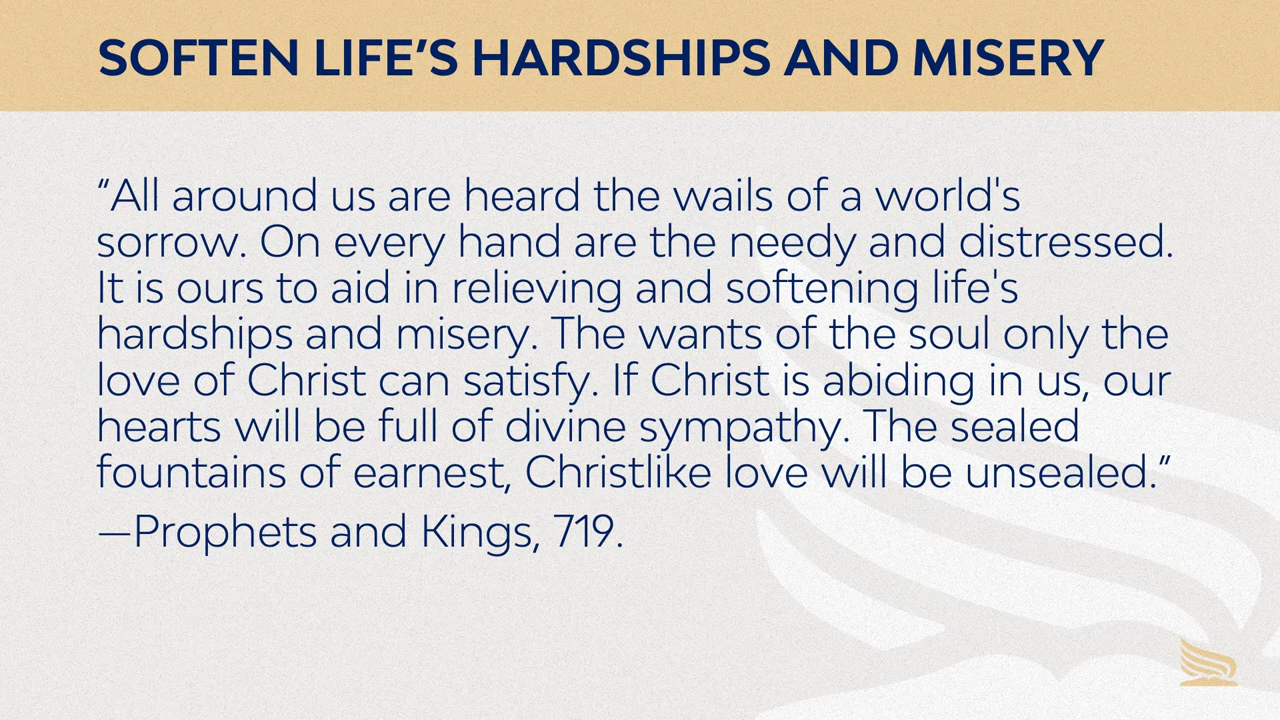 SOFTEN LIFE’S HARDSHIPS AND MISERY
“All around us are heard the wails of a world's
sorrow. On every hand are the needy and distressed.
It is ours to aid in relieving and softening life's
hardships and misery. The wants of the soul only the
love of Christ can satisfy. If Christ is abiding in us, our
hearts will be full of divine sympathy. The sealed
fountains of earnest, Christlike love will be unsealed.”
—Prophets and Kings, 719.